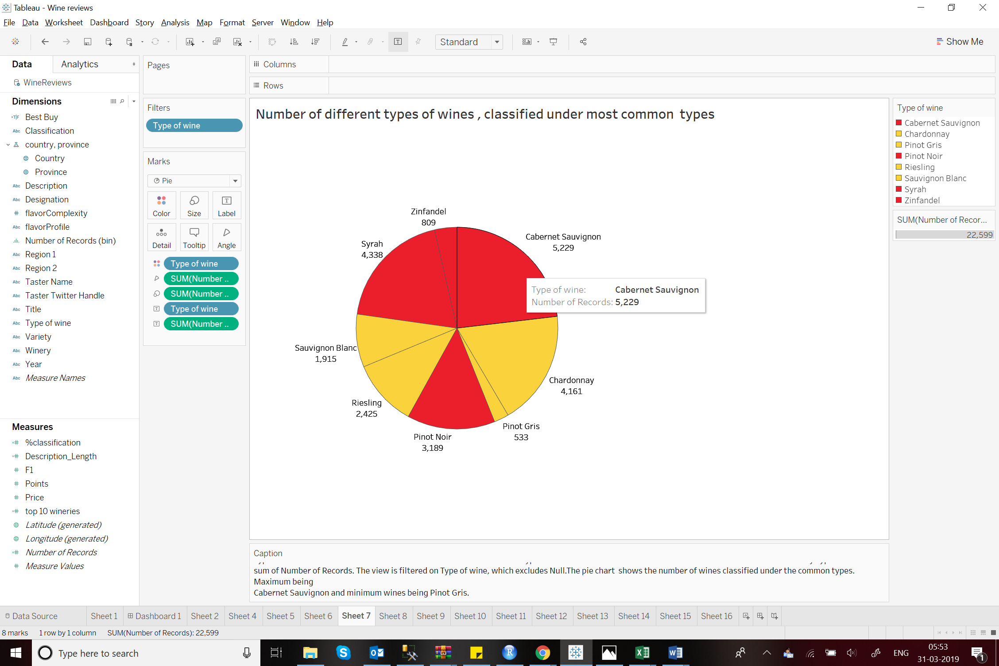 Tableau - Wine reviews
File Data Worksheet Dashboard Story Analysis Map Format Server Window Help
Standard
Show Me
Data Analytics
WineReviews
Dimensions
Best Buy
Classification
country, province
Country
Province
Description
Designation
flavorComplexity
flavorProfile
Number of Records (bin)
Region 1
Region 2
Taster Name
Taster Twitter Handle
Title
Type of wine
Variety
Winery
Year
Measure Names
Measures
%classification
Description_Length
F1
Points
Price
top 10 wineries
Latitude (generated)
Longitude (generated)
Number of Records
Measure Values
Pages
Filters
Type of wine
Marks
Pie
Color Size Label
Detail Tooltip Angle
Type of wine
SUM(Number ..
SUM(Number ..
Type of wine
SUM(Number ..
Columns
Rows
Number of different types of wines , classified under most common types
Zinfandel
809
Cabernet Sauvignon
5,229
Syrah
4,338
Type of wine: Cabernet Sauvignon
Number of Records: 5,229
Sauvignon Blanc
1,915
Chardonnay
4,161
Riesling
2,425
Pinot Gris
533
Pinot Noir
3,189
Type of wine
Cabernet Sauvignon
Chardonnay
Pinot Gris
Pinot Noir
Riesling
Sauvignon Blanc
Syrah
Zinfandel
SUM(Number of Recor...
22,599
Caption
sum of Number of Records. The view is filtered on Type of wine, which excludes Null.The pie chart shows the number of wines classified under the common types.
Maximum being
Cabernet Sauvignon and minimum wines being Pinot Gris.
Data Source Sheet 1 Dashboard 1 Sheet 2 Sheet 4 Sheet 5 Sheet 6 Sheet 7 Sheet 8 Sheet 9 Sheet 10 Sheet 11 Sheet 12 Sheet 13 Sheet 14 Sheet 15 Sheet 16
8 marks 1 row by 1 column SUM(Number of Records): 22,599
Type here to search
ENG
05:53
31-03-2019
1